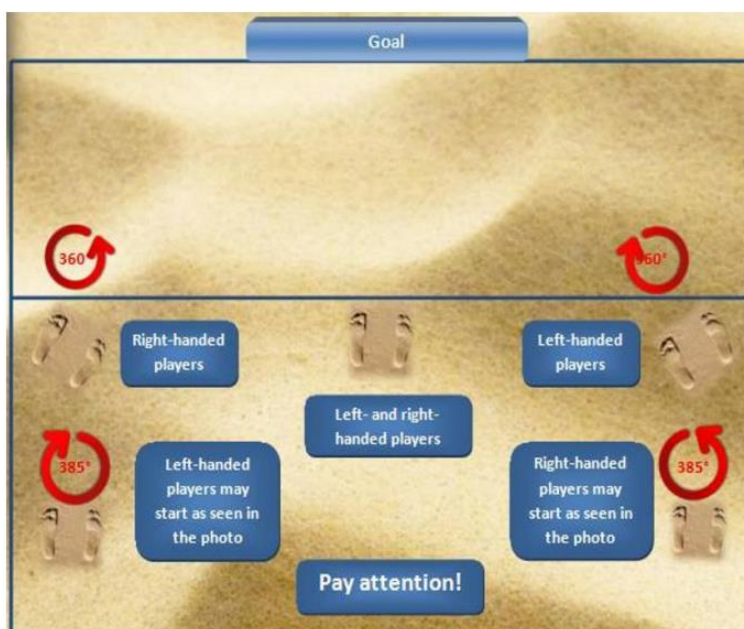 Goal
360°
360°
Right-handed
players
Left-handed
players
Left- and right-
handed players
385°
Left-handed
players may
start as seen in
the photo
Right-handed
players may
start as seen in
the photo
385°
Pay attention!